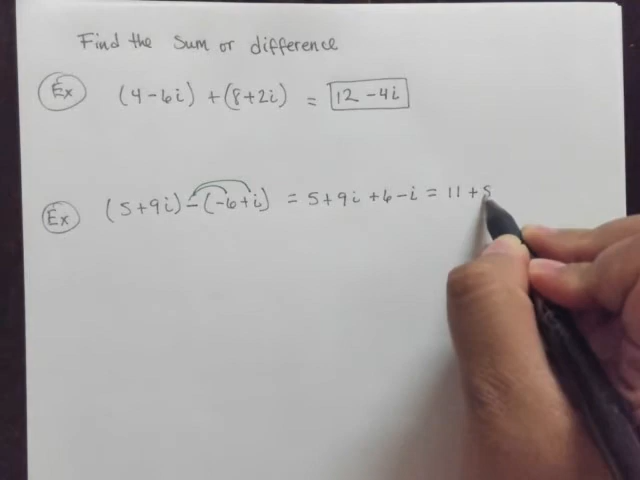 Find the sum or difference
Ex (4-6i) + (8+2i) = 12 -4i
Ex (5+9i) - (-6+i) = 5+9i +6-i = 11 +